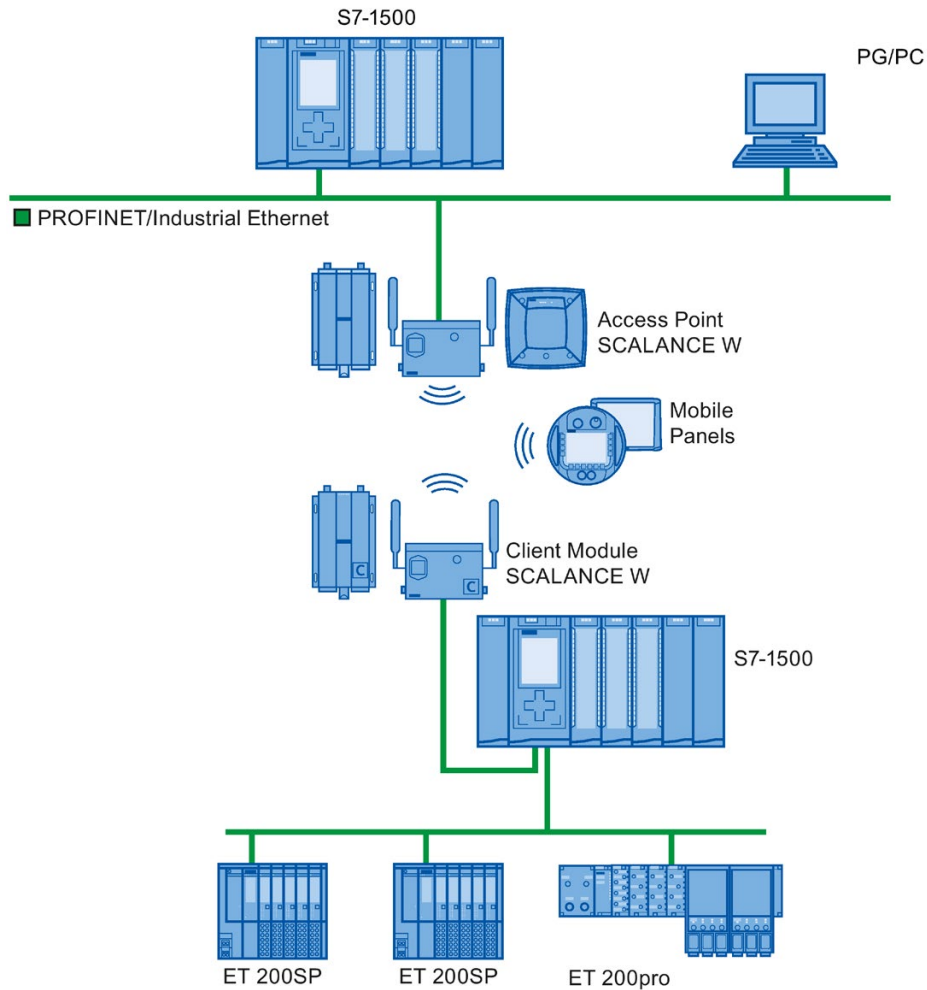 S7-1500
PG/PC
PROFINET/Industrial Ethernet
Access Point
SCALANCE W
Mobile
Panels
C
Client Module
SCALANCE W
C
S7-1500
ET 200SP
ET 200SP
ET 200pro